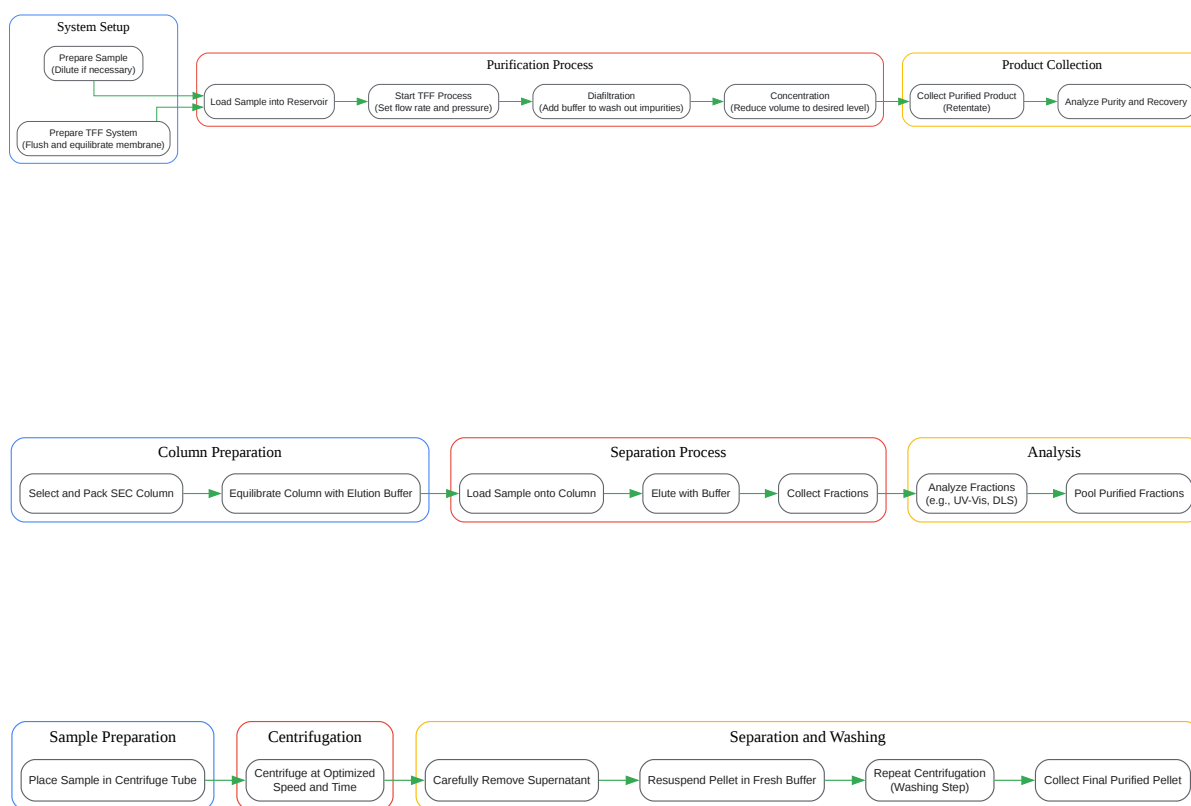 System Setup
Prepare Sample
(Dilute if necessary)
Prepare TFF System
(Flush and equilibrate membrane)
Purification Process
Load Sample into Reservoir
Start TFF Process
(Set flow rate and pressure)
Diafiltration
(Add buffer to wash out impurities)
Concentration
(Reduce volume to desired level)
Product Collection
Collect Purified Product
(Retentate)
Analyze Purity and Recovery
Column Preparation
Select and Pack SEC Column
Equilibrate Column with Elution Buffer
Separation Process
Load Sample onto Column
Elute with Buffer
Collect Fractions
Analysis
Analyze Fractions
(e.g., UV-Vis, DLS)
Pool Purified Fractions
Sample Preparation
Place Sample in Centrifuge Tube
Centrifugation
Centrifuge at Optimized
Speed and Time
Separation and Washing
Carefully Remove Supernatant
Resuspend Pellet in Fresh Buffer
Repeat Centrifugation
(Washing Step)
Collect Final Purified Pellet